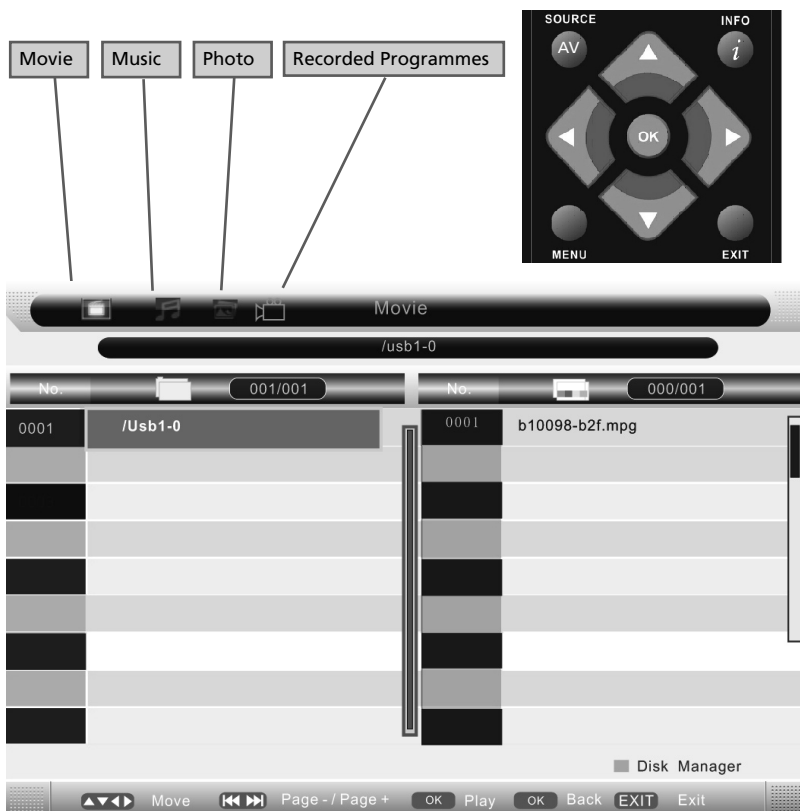 SOURCE INFO
AV i
Movie Music Photo Recorded Programmes
OK
MENU EXIT
Movie
/usb1-0
No. 001/001 No. 000/001
0001 /Usb1-0 0001 b10098-b2f.mpg
Disk Manager
Move Page - / Page + OK Play OK Back EXIT Exit